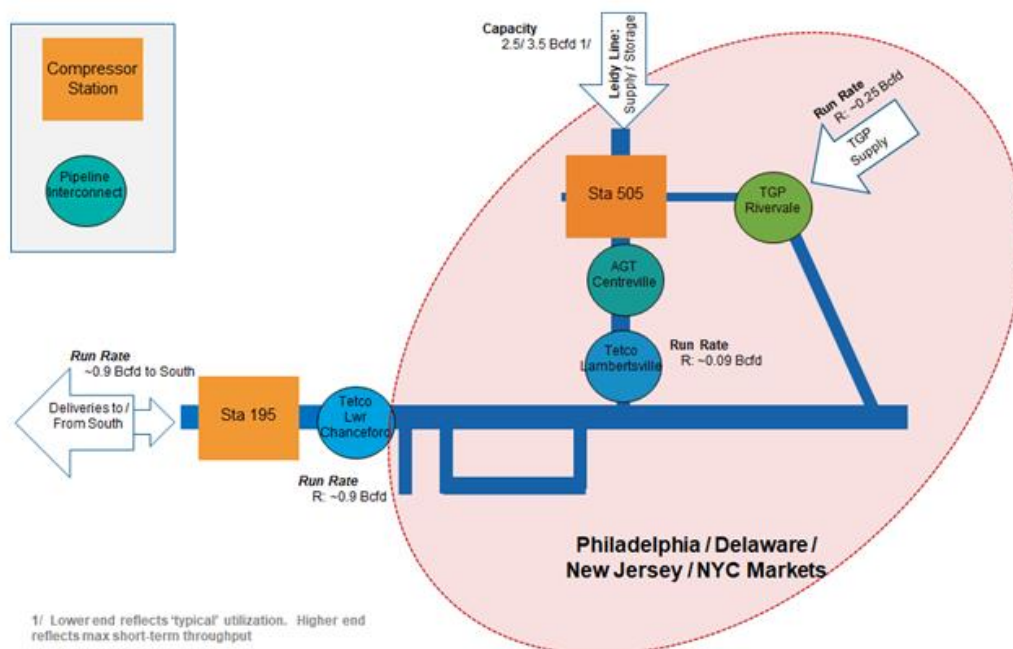 Compressor
Station
Pipeline
Interconnect
Capacity
2.5/ 3.5 Bcfd 1/
Leidy Line:
Supply / Storage
Run Rate
R: ~0.25 Bcfd
TGP
Supply
Sta 505
TGP
Rivervale
AGT
Centreville
Tetco
Lambertsville
Run Rate
R: ~0.09 Bcfd
Run Rate
~0.9 Bcfd to South
Deliveries to /
From South
Sta 195
Tetco
Lwr
Chanceford
Run Rate
R: ~0.9 Bcfd
Philadelphia / Delaware /
New Jersey / NYC Markets
1/ Lower end reflects 'typical' utilization. Higher end
reflects max short-term throughput